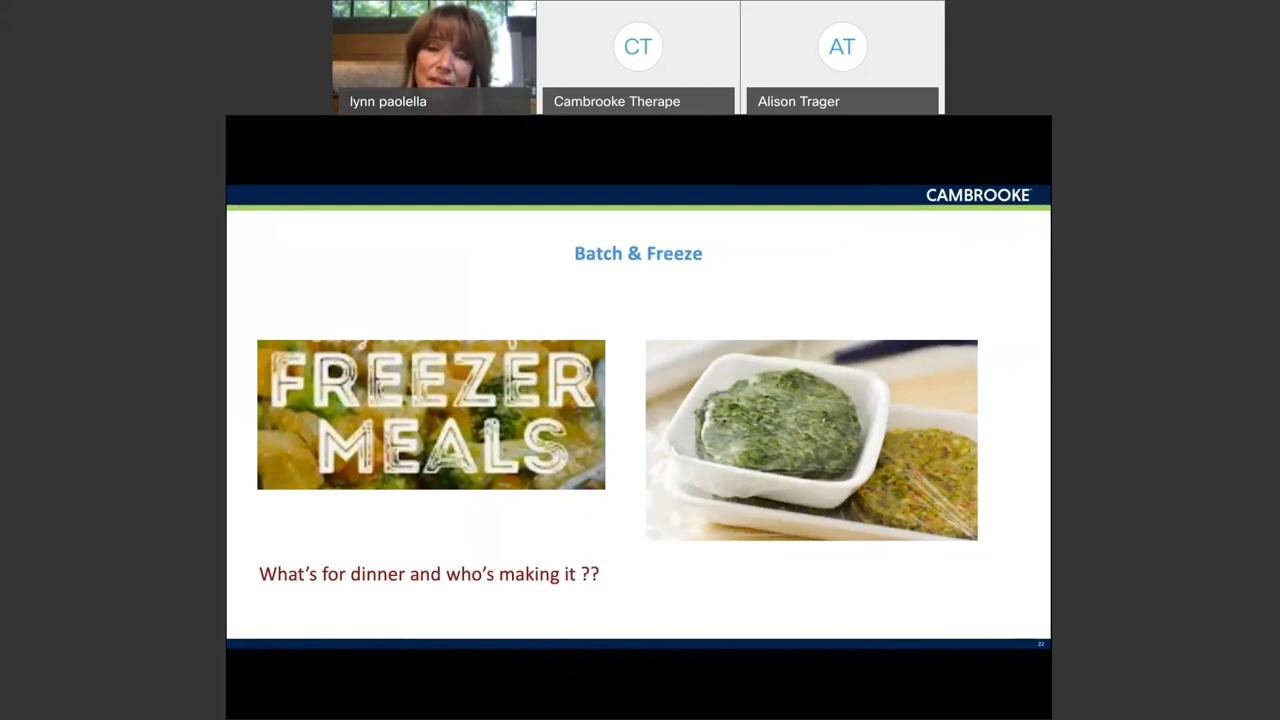 CT
AT
lynn paolella
Cambrooke Therape
Alison Trager
CAMBROOKE
Batch & Freeze
FREEZER
MEALS
What's for dinner and who's making it ??
22